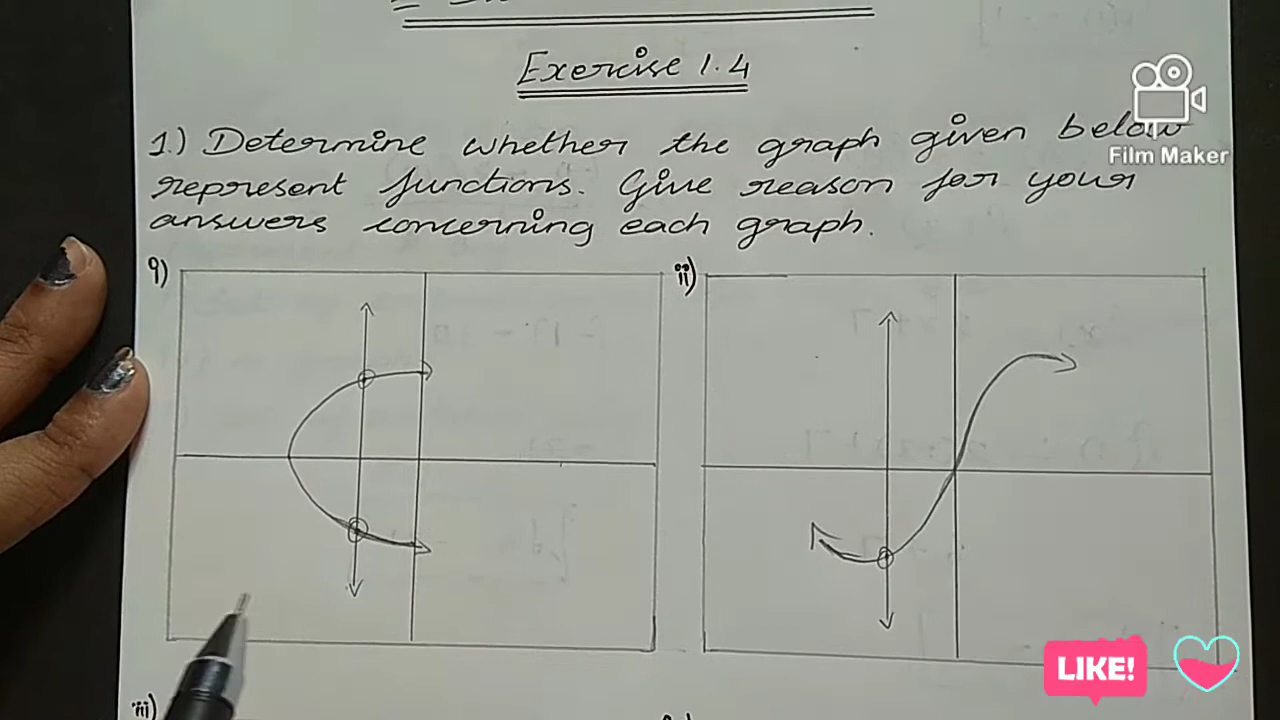 Exercise 1.4
1.) Determine whether the graph given below
represent functions. Give reason for your
answers concerning each graph.
i)
ii)
iii)
Film Maker
LIKE!